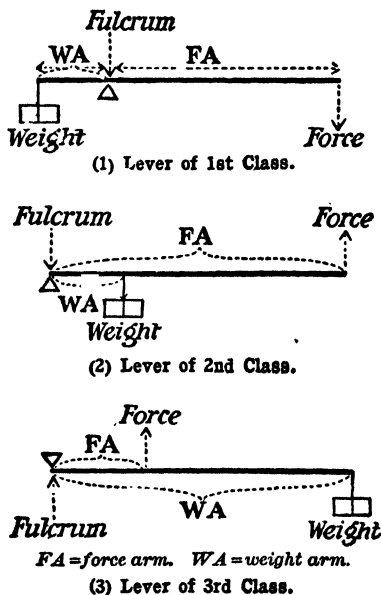 Fulcrum
WA FA
Weight Force
(1) Lever of 1st Class.
Fulcrum Force
FA
WA
Weight
(2) Lever of 2nd Class.
Force
FA
WA
Fulcrum Weight
FA=force arm. WA=weight arm.
(3) Lever of 3rd Class.